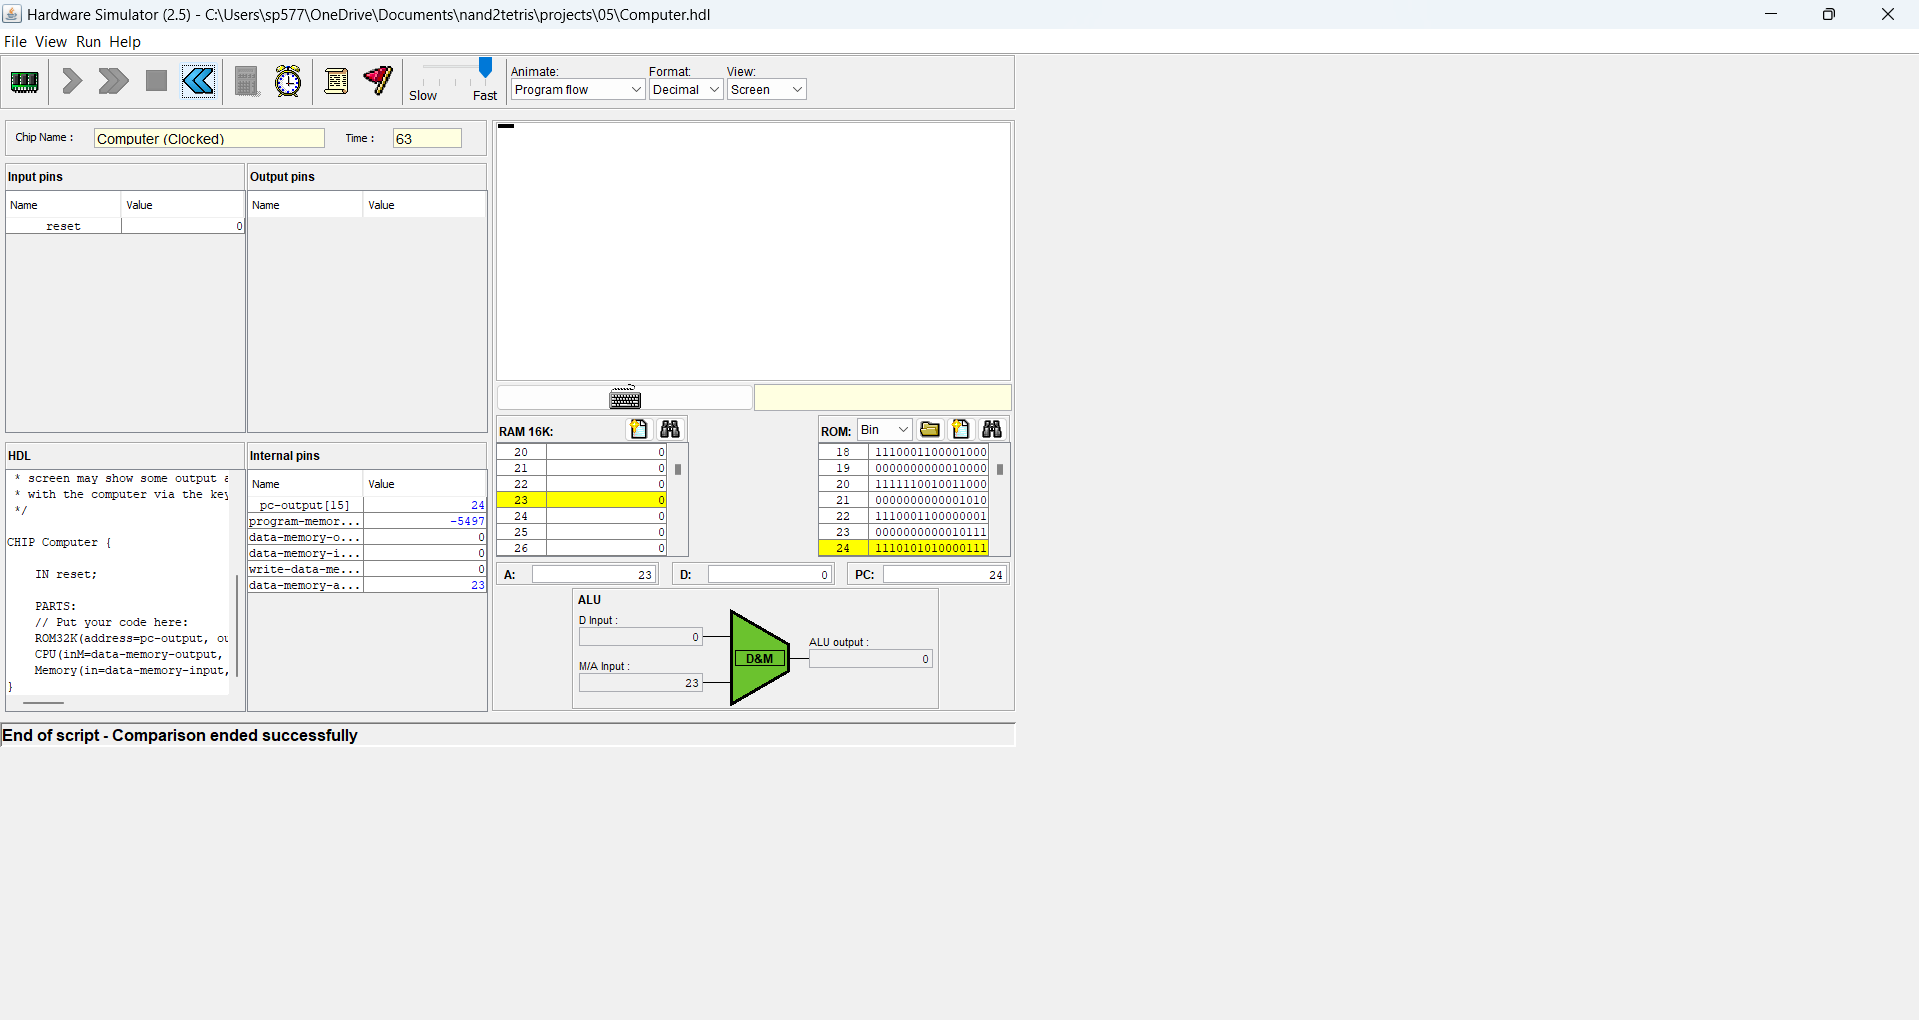 Hardware Simulator (2.5) - C:\Users\sp577\OneDrive\Documents\nand2tetris\projects\05\Computer.hdl
File View Run Help
Slow Fast
Animate: Format: View:
Program flow Decimal Screen
Chip Name : Computer (Clocked) Time : 63
Input pins
Name Value
reset 0
Output pins
Name Value
HDL
* screen may show some output a
* with the computer via the key
*/
CHIP Computer {
IN reset;
PARTS:
// Put your code here:
ROM32K(address=pc-output, ou
CPU(inM=data-memory-output,
Memory(in=data-memory-input,
}
Internal pins
Name Value
pc-output[15] 24
program-memor... -5497
data-memory-o... 0
data-memory-i... 0
write-data-me... 0
data-memory-a... 23
RAM 16K:
20 0
21 0
22 0
23 0
24 0
25 0
26 0
ROM: Bin
18 1110001100001000
19 0000000000010000
20 1111110010011000
21 0000000000001010
22 1110001100000001
23 0000000000010111
24 1110101010000111
A: 23 D: 0 PC: 24
ALU
D Input :
0
M/A Input :
23
D&M
ALU output :
0
End of script - Comparison ended successfully